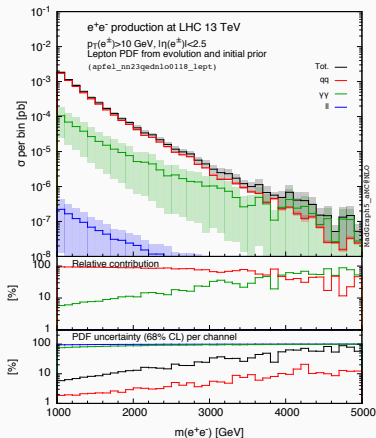 e+e- production at LHC 13 TeV
pT(e±)>10 GeV, |η(e±)|<2.5
Lepton PDF from evolution and initial prior
(apfel_nn23qednlo0118_lept)
Tot.
qq
γγ
ll
σ per bin [pb]
10^-1
10^-2
10^-3
10^-4
10^-5
10^-6
10^-7
10^-8
MadGraph5_aMC@NLO
Relative contribution
[%]
100
10
1
PDF uncertainty (68% CL) per channel
[%]
100
10
1
1000 2000 3000 4000 5000
m(e+e-) [GeV]